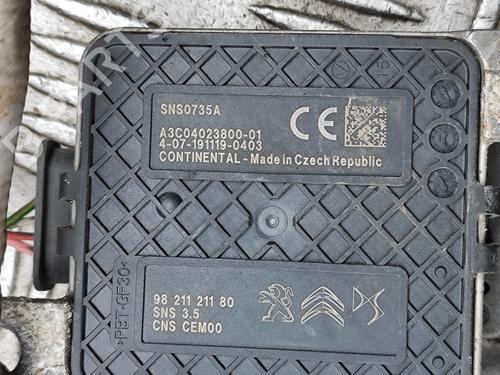 SNS0735A
A3C04023800-01
4-07-191119-0403
CONTINENTAL - Made in Czech Republic
CE
15
>PBT-GF30<
98 211 211 80
SNS 3.5
CNS CEM00